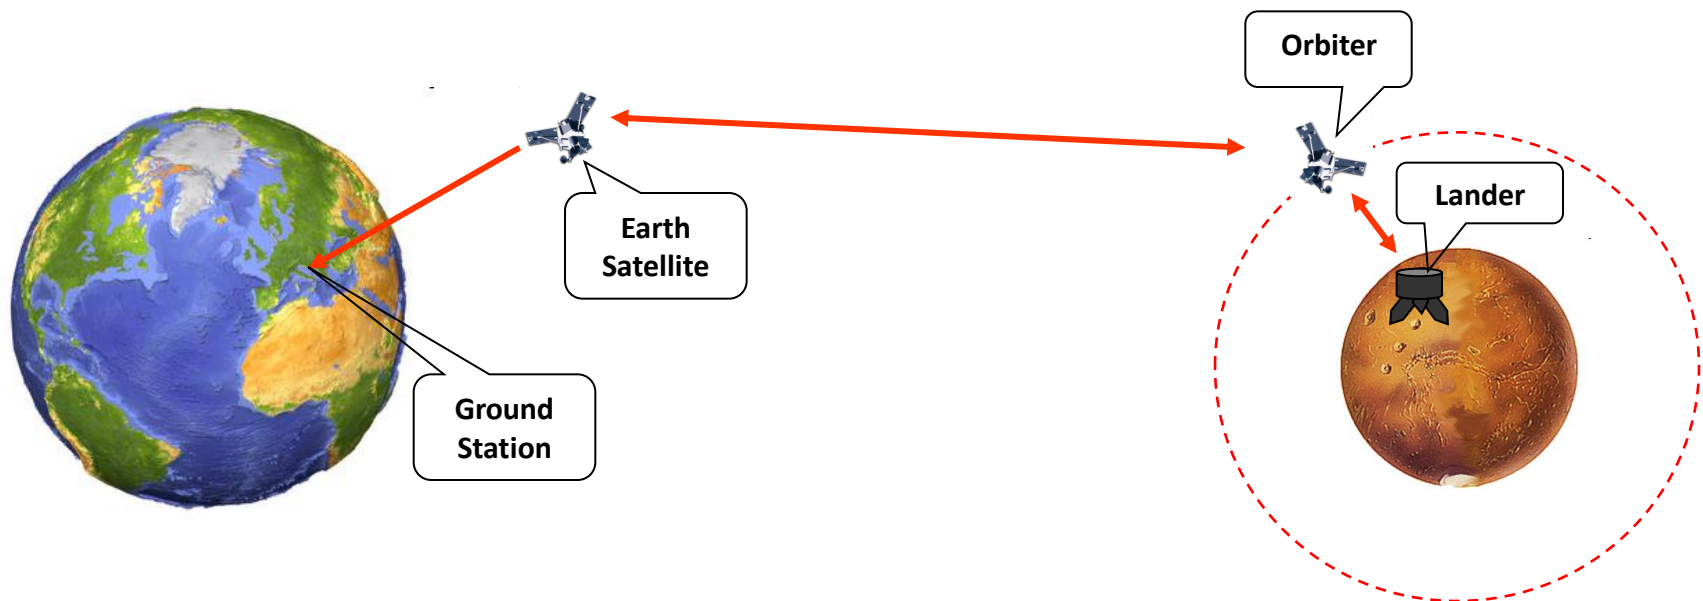 Orbiter
Lander
Earth
Satellite
Ground
Station